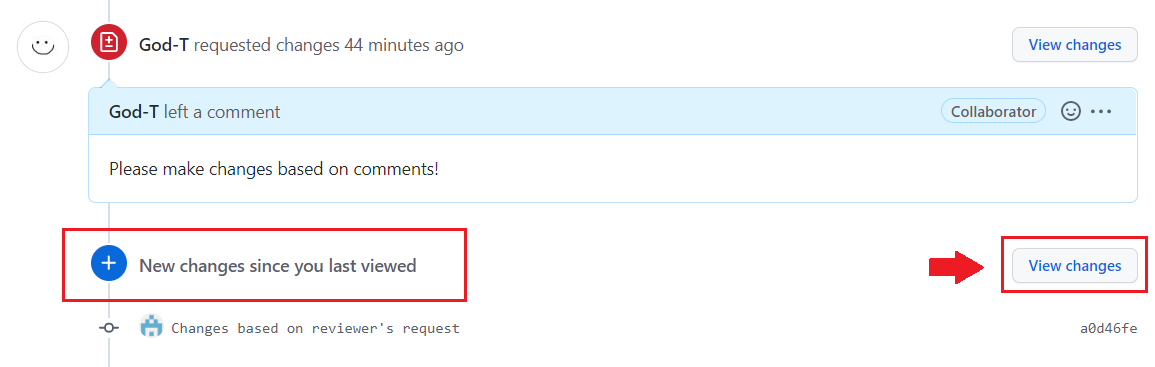 God-T requested changes 44 minutes ago View changes
God-T left a comment Collaborator
Please make changes based on comments!
New changes since you last viewed View changes
Changes based on reviewer's request a0d46fe